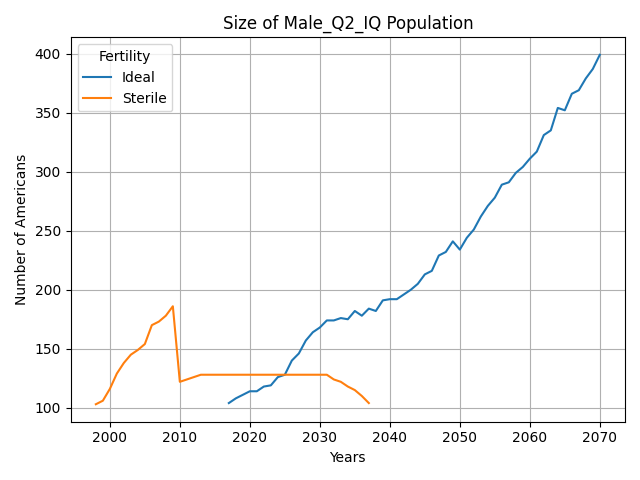 Size of Male_Q2_IQ Population
Fertility
Ideal
Sterile
Number of Americans
400
350
300
250
200
150
100
2000 2010 2020 2030 2040 2050 2060 2070
Years